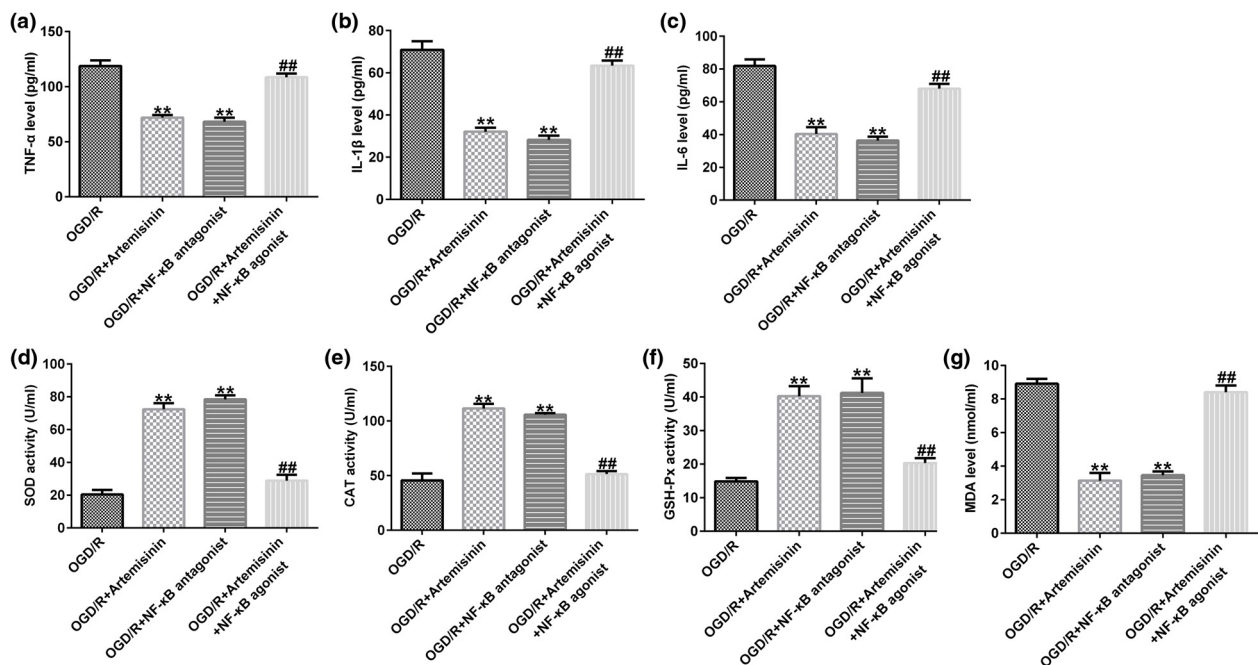 (a)
TNF-α level (pg/ml)
150
100
50
0
**
**
##
OGD/R
OGD/R+Artemisinin
OGD/R+NF-κB antagonist
OGD/R+Artemisinin
+NF-κB agonist
(b)
IL-1β level (pg/ml)
80
60
40
20
0
**
**
##
OGD/R
OGD/R+Artemisinin
OGD/R+NF-κB antagonist
OGD/R+Artemisinin
+NF-κB agonist
(c)
IL-6 level (pg/ml)
100
80
60
40
20
0
**
**
##
OGD/R
OGD/R+Artemisinin
OGD/R+NF-κB antagonist
OGD/R+Artemisinin
+NF-κB agonist
(d)
SOD activity (U/ml)
100
80
60
40
20
0
**
**
##
OGD/R
OGD/R+Artemisinin
OGD/R+NF-κB antagonist
OGD/R+Artemisinin
+NF-κB agonist
(e)
CAT activity (U/ml)
150
100
50
0
**
**
##
OGD/R
OGD/R+Artemisinin
OGD/R+NF-κB antagonist
OGD/R+Artemisinin
+NF-κB agonist
(f)
GSH-Px activity (U/ml)
50
40
30
20
10
0
**
**
##
OGD/R
OGD/R+Artemisinin
OGD/R+NF-κB antagonist
OGD/R+Artemisinin
+NF-κB agonist
(g)
MDA level (nmol/ml)
10
8
6
4
2
0
**
**
##
OGD/R
OGD/R+Artemisinin
OGD/R+NF-κB antagonist
OGD/R+Artemisinin
+NF-κB agonist